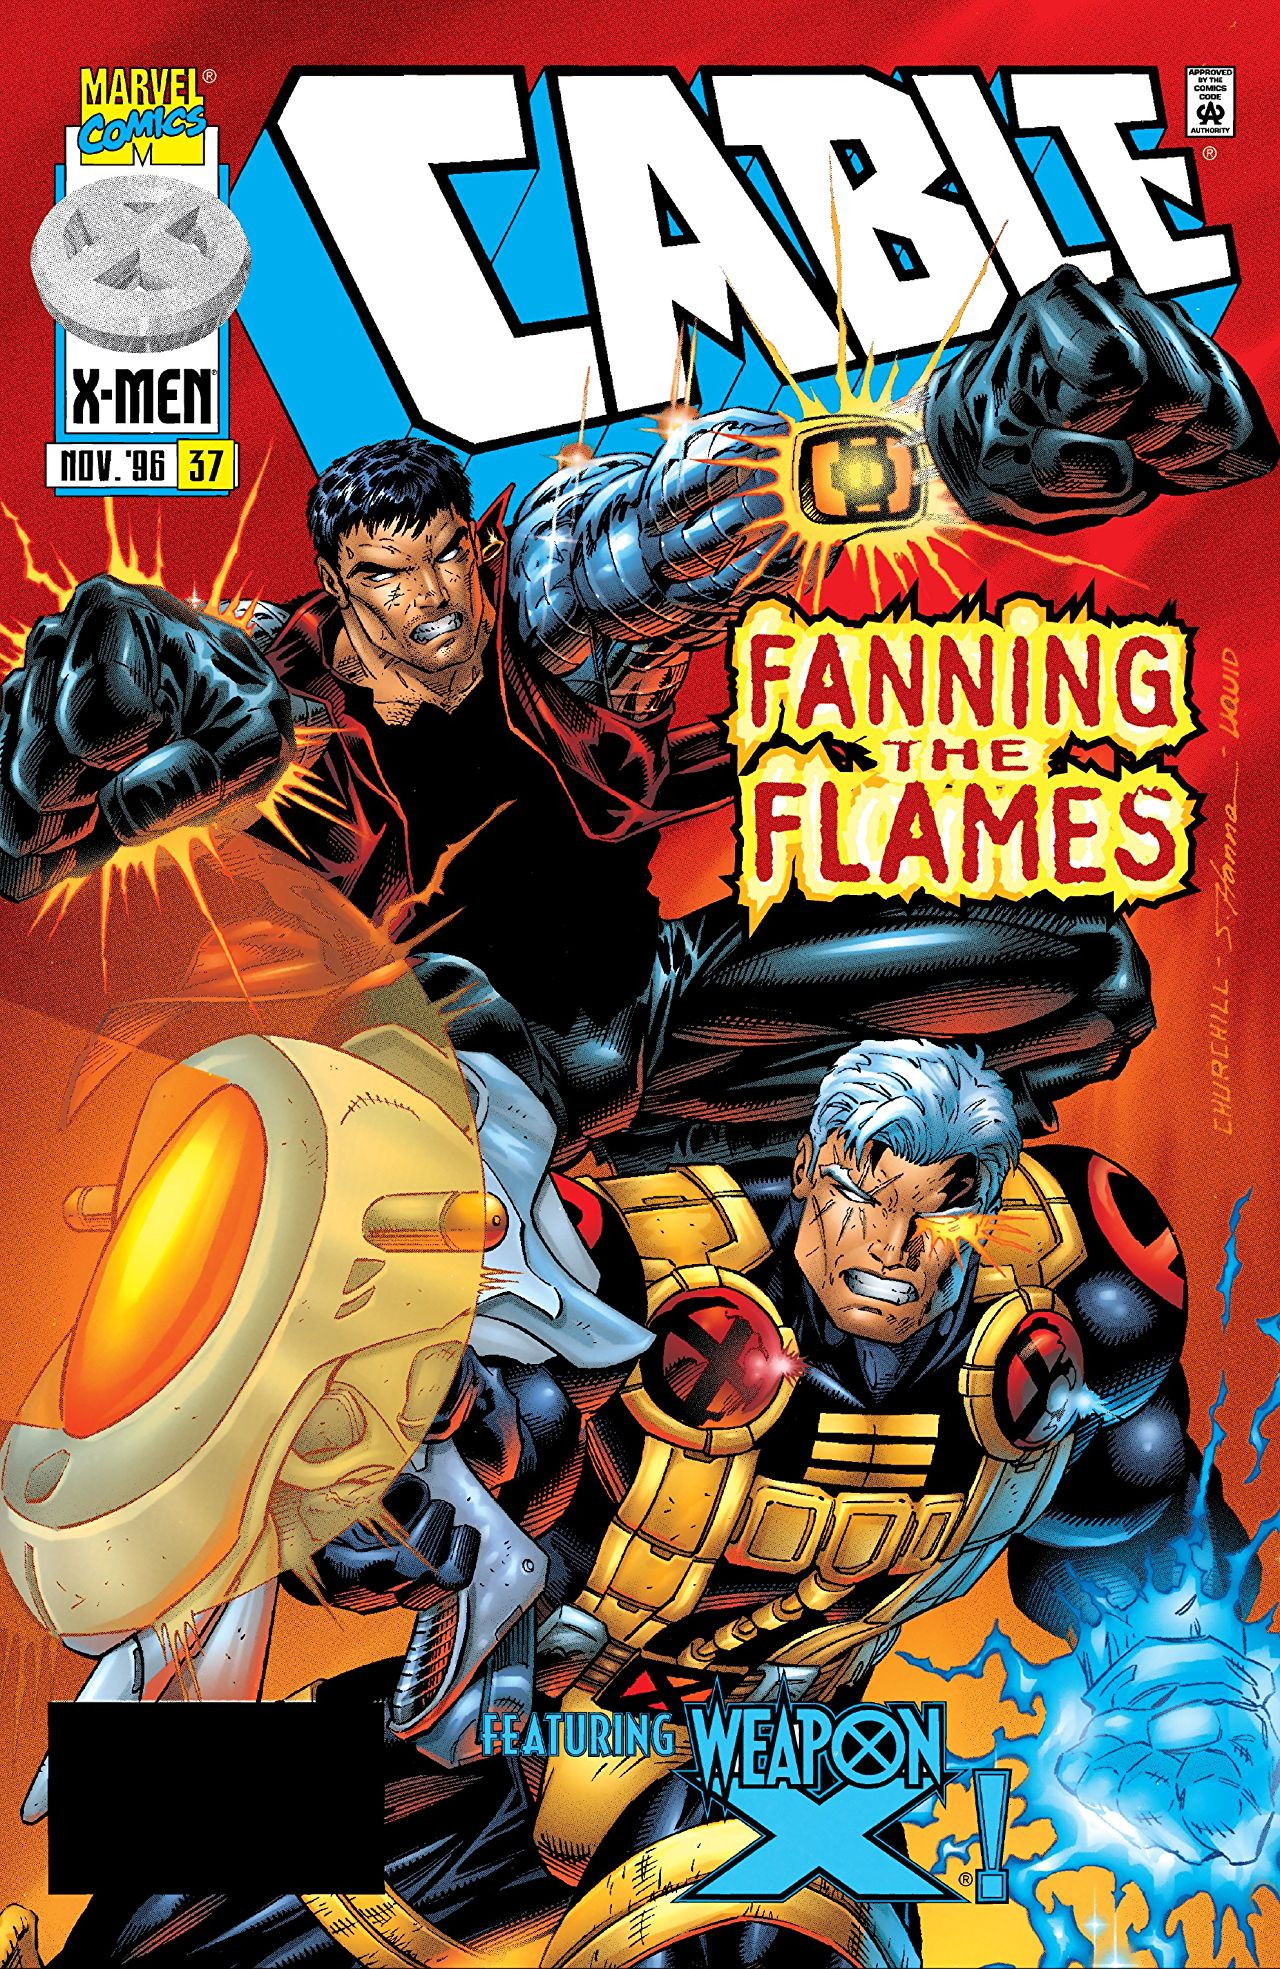 MARVEL®
COMICS
CABLE®
APPROVED
BY THE
COMICS
CODE
CA
AUTHORITY
X-MEN®
NOV. '96 37
FANNING
THE
FLAMES
CHURCHILL - S. Hanna - LIQUID
FEATURING WEAPON
X®!